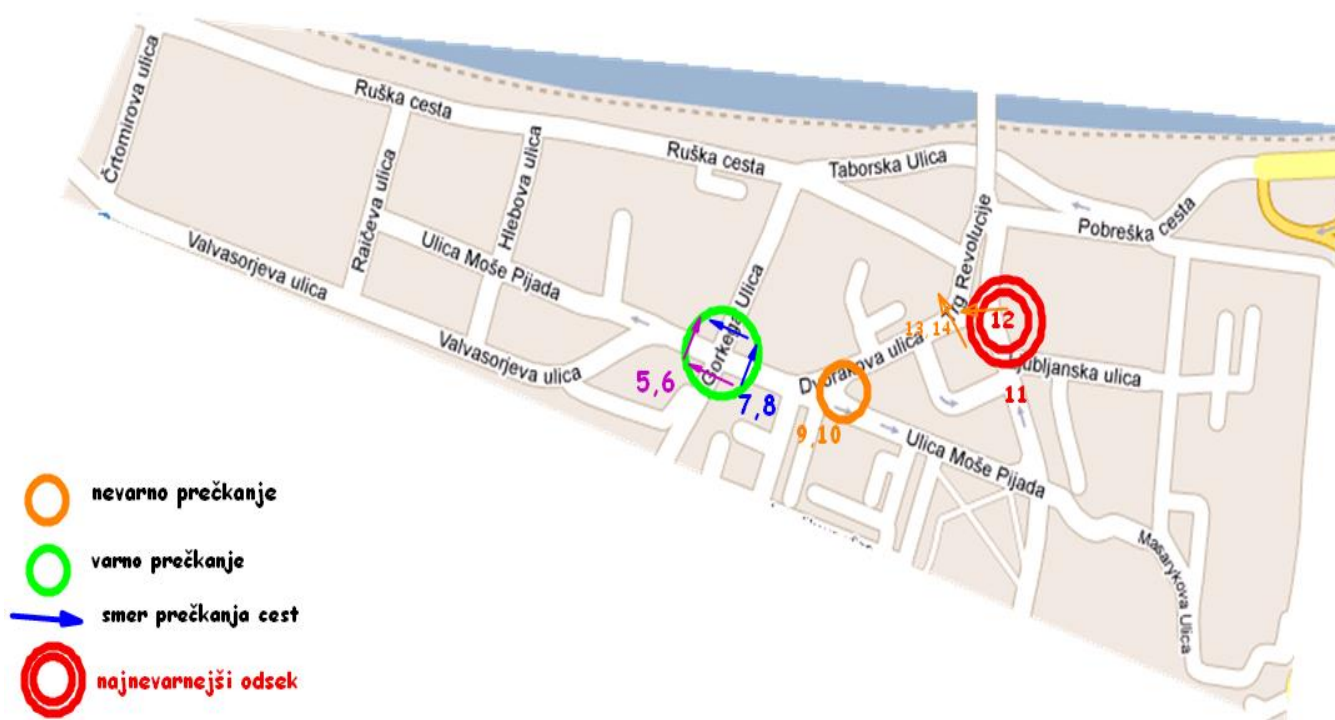 Črtomirova ulica
Ruška cesta
Raičeva ulica
Hlebova ulica
Ruška cesta
Taborska Ulica
Pobreška cesta
Valvasorjeva ulica
Ulica Moše Pijada
Gorkega Ulica
Trg Revolucije
13,14
12
Valvasorjeva ulica
Dvorakova ulica
Ljubljanska ulica
5,6
7,8
11
9,10
Ulica Moše Pijada
Masarykova Ulica
nevarno prečkanje
varno prečkanje
smer prečkanja cest
najnevarnejši odsek